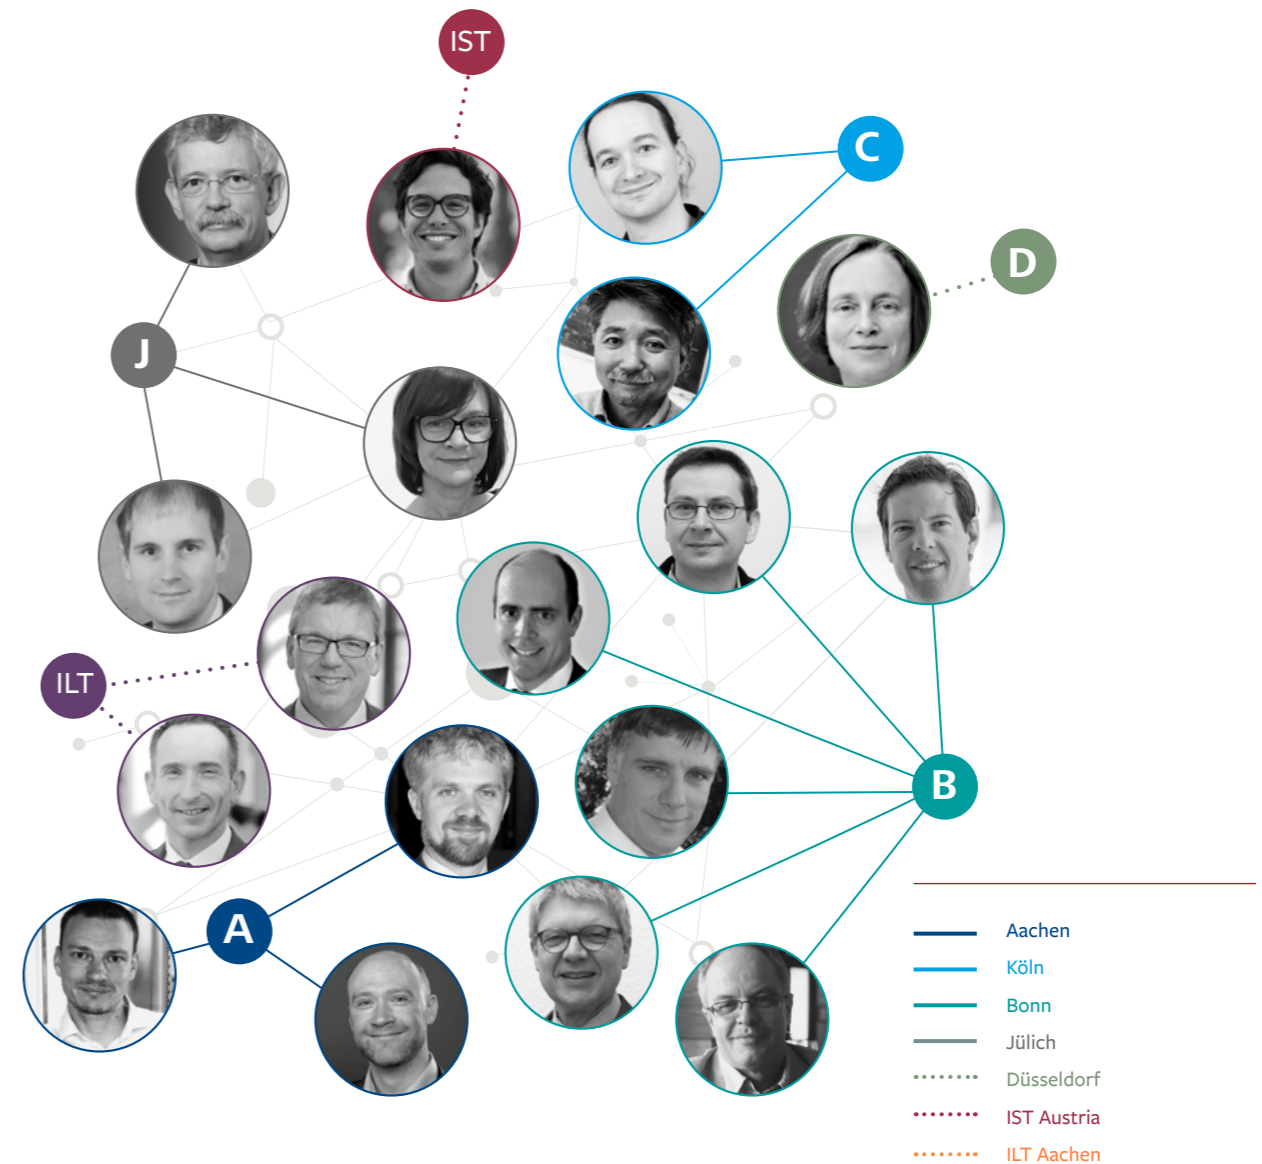 IST
C
D
J
ILT
B
A
Aachen
Köln
Bonn
Jülich
Düsseldorf
IST Austria
ILT Aachen